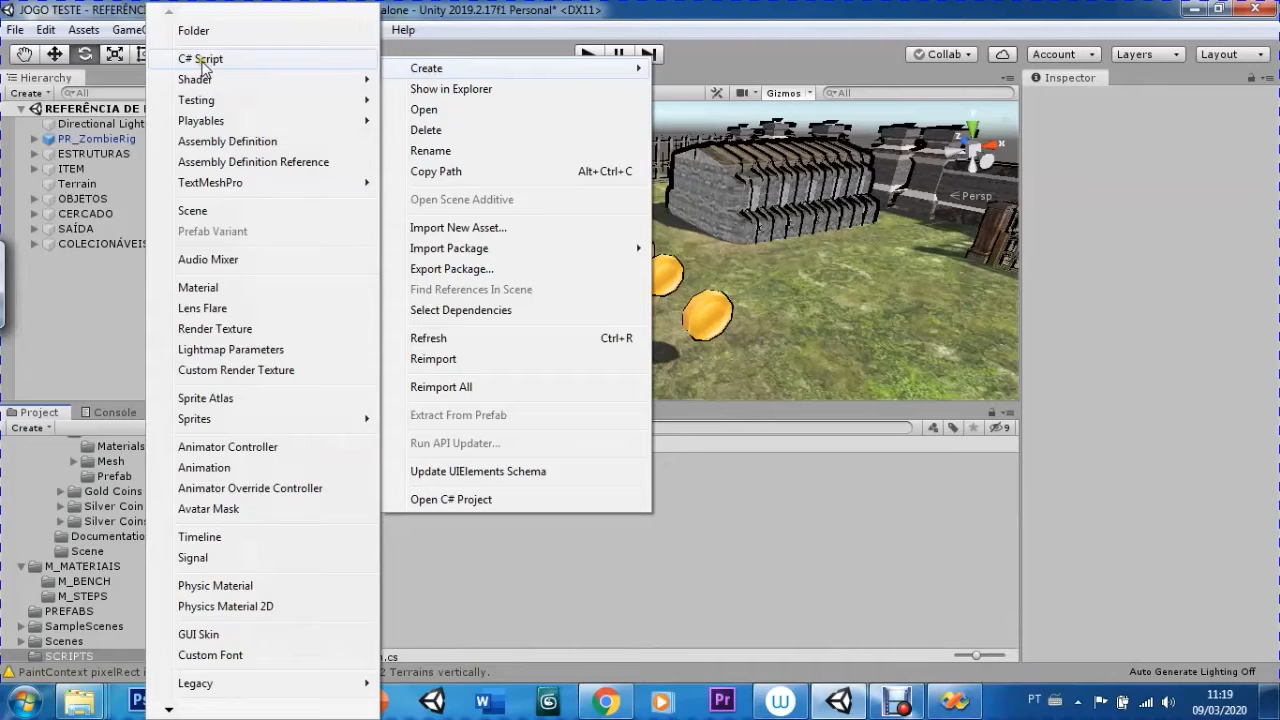 JOGO TESTE - REFERÊN
alone - Unity 2019.2.17f1 Personal* <DX11>
File
Edit
Assets
Game
Help
Collab
Account
Layers
Layout
Hierarchy
Create
All
REFERÊNCIA DE
Directional Light
PR_ZombieRig
ESTRUTURAS
ITEM
Terrain
OBJETOS
CERCADO
SAÍDA
COLECIONÁVEIS
Folder
C# Script
Shader
Testing
Playables
Assembly Definition
Assembly Definition Reference
TextMeshPro
Scene
Prefab Variant
Audio Mixer
Material
Lens Flare
Render Texture
Lightmap Parameters
Custom Render Texture
Sprite Atlas
Sprites
Animator Controller
Animation
Animator Override Controller
Avatar Mask
Timeline
Signal
Physic Material
Physics Material 2D
GUI Skin
Custom Font
Legacy
Create
Show in Explorer
Open
Delete
Rename
Copy Path Alt+Ctrl+C
Open Scene Additive
Import New Asset...
Import Package
Export Package...
Find References In Scene
Select Dependencies
Refresh Ctrl+R
Reimport
Reimport All
Extract From Prefab
Run API Updater...
Update UIElements Schema
Open C# Project
Gizmos
All
z
x
Persp
Inspector
Project
Console
Create
9
Materials
Mesh
Prefab
Gold Coins
Silver Coin
Silver Coins
Documentatio
Scene
M_MATERIAIS
M_BENCH
M_STEPS
PREFABS
SampleScenes
Scenes
SCRIPTS
.cs
PaintContext pixelRect i
2 Terrains vertically.
Auto Generate Lighting Off
Pr
PT
11:19
09/03/2020